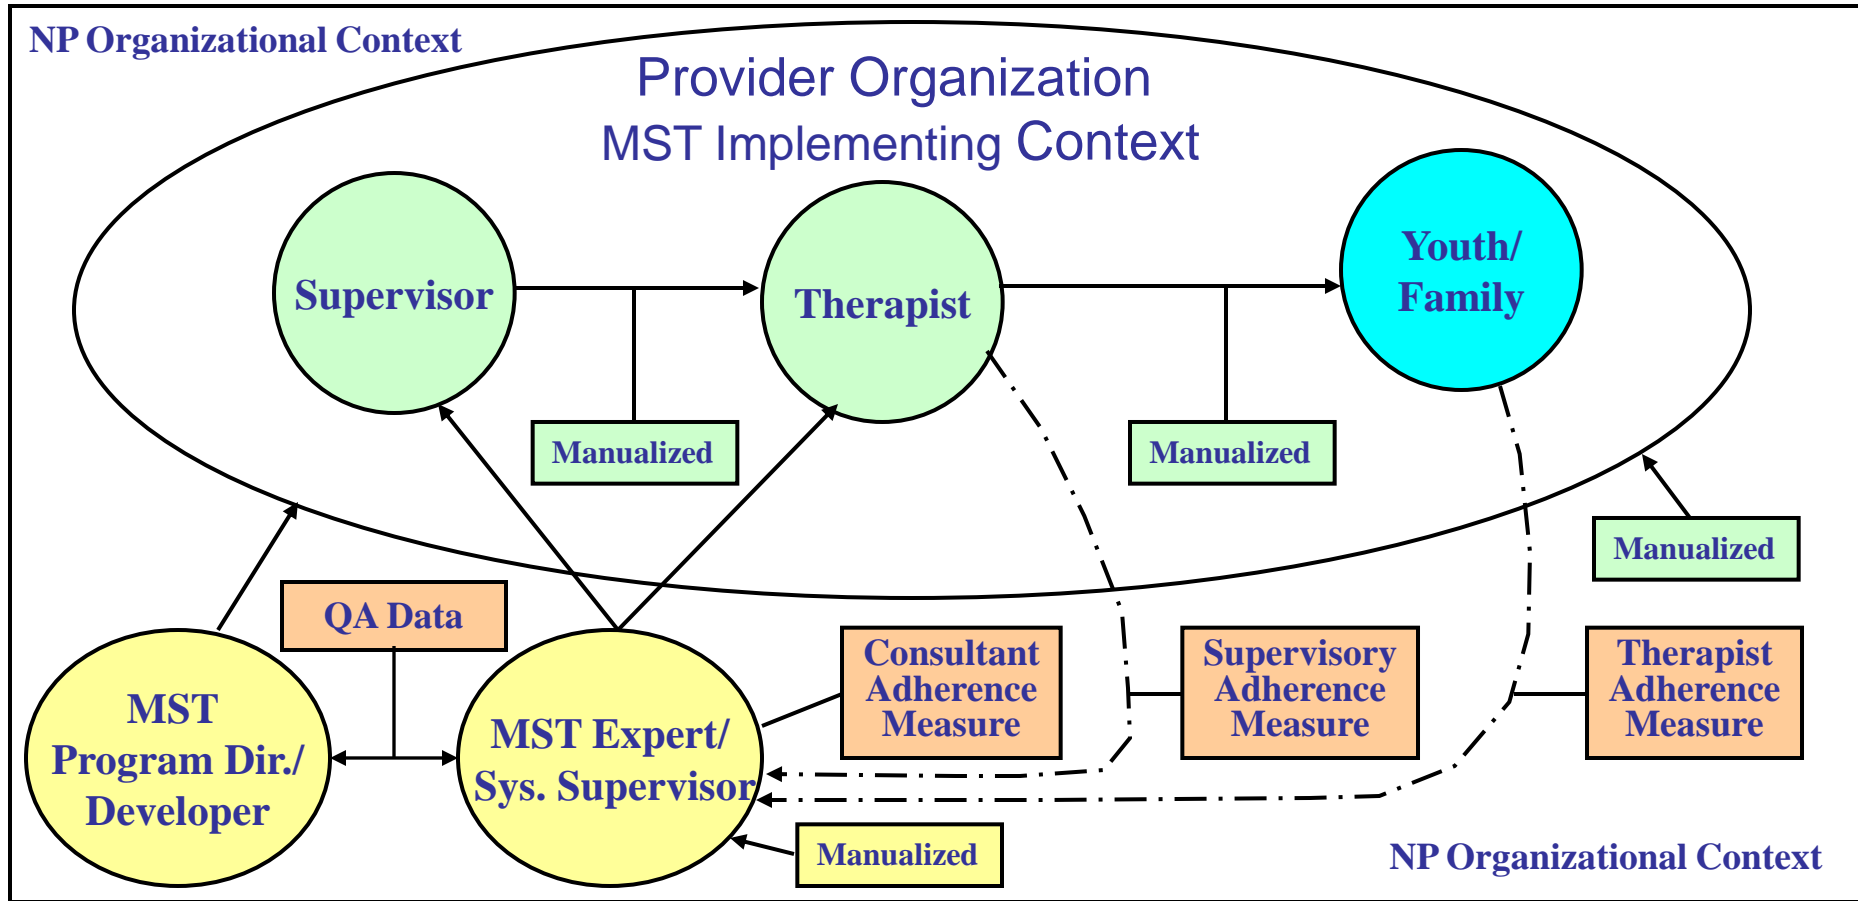 NP Organizational Context
Provider Organization
MST Implementing Context
Supervisor
Therapist
Youth/
Family
Manualized
Manualized
Manualized
QA Data
MST
Program Dir./
Developer
MST Expert/
Sys. Supervisor
Consultant
Adherence
Measure
Supervisory
Adherence
Measure
Therapist
Adherence
Measure
Manualized
NP Organizational Context